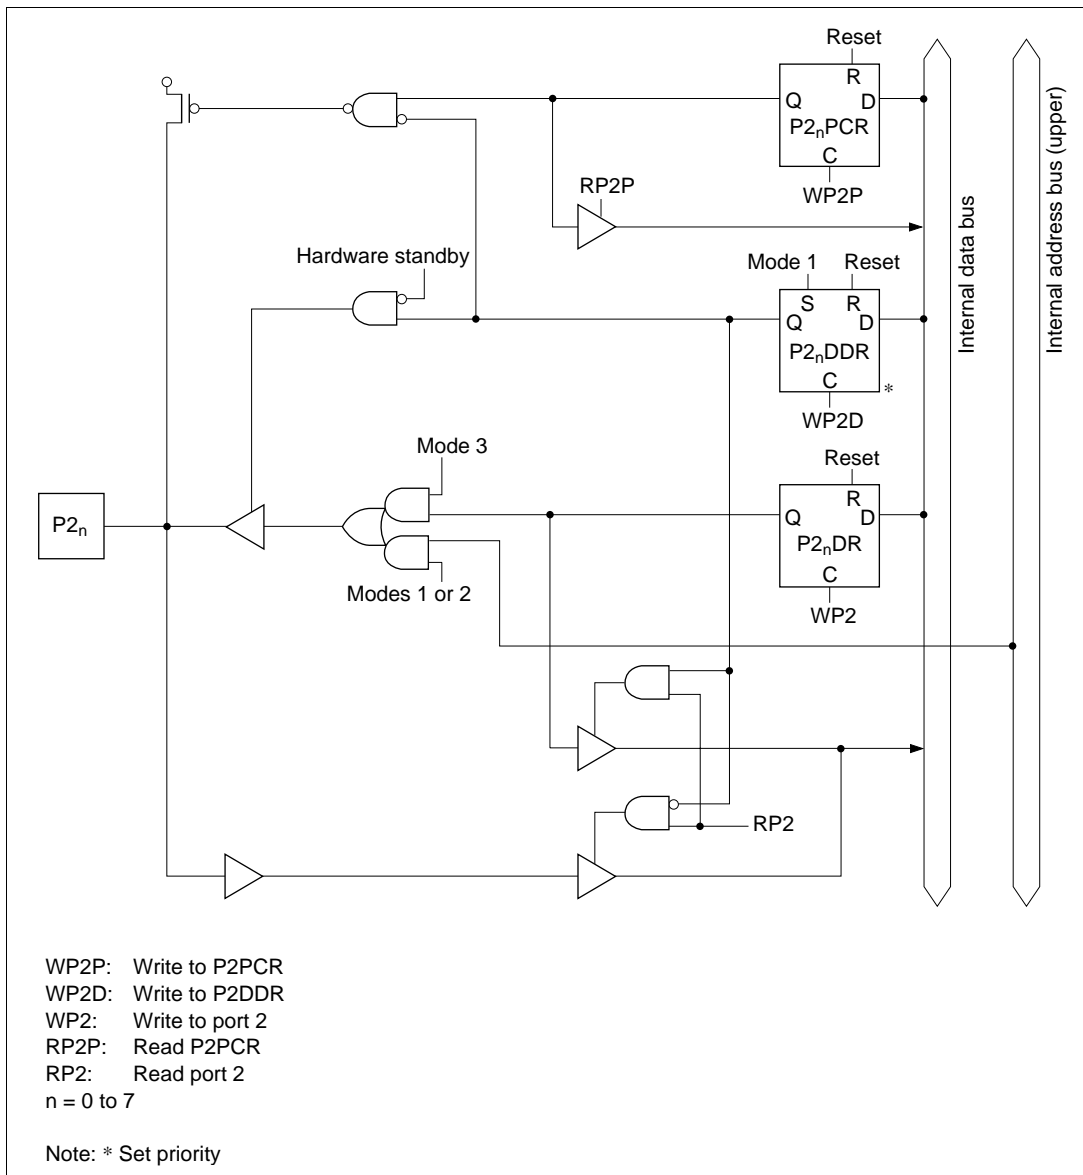 Reset
R
Q D
P2nPCR
C
WP2P
RP2P
Hardware standby
Mode 1 Reset
S R
Q D
P2nDDR
C
*
WP2D
Mode 3
Reset
R
P2n
Q D
P2nDR
C
Modes 1 or 2
WP2
RP2
Internal data bus
Internal address bus (upper)
WP2P: Write to P2PCR
WP2D: Write to P2DDR
WP2: Write to port 2
RP2P: Read P2PCR
RP2: Read port 2
n = 0 to 7
Note: * Set priority